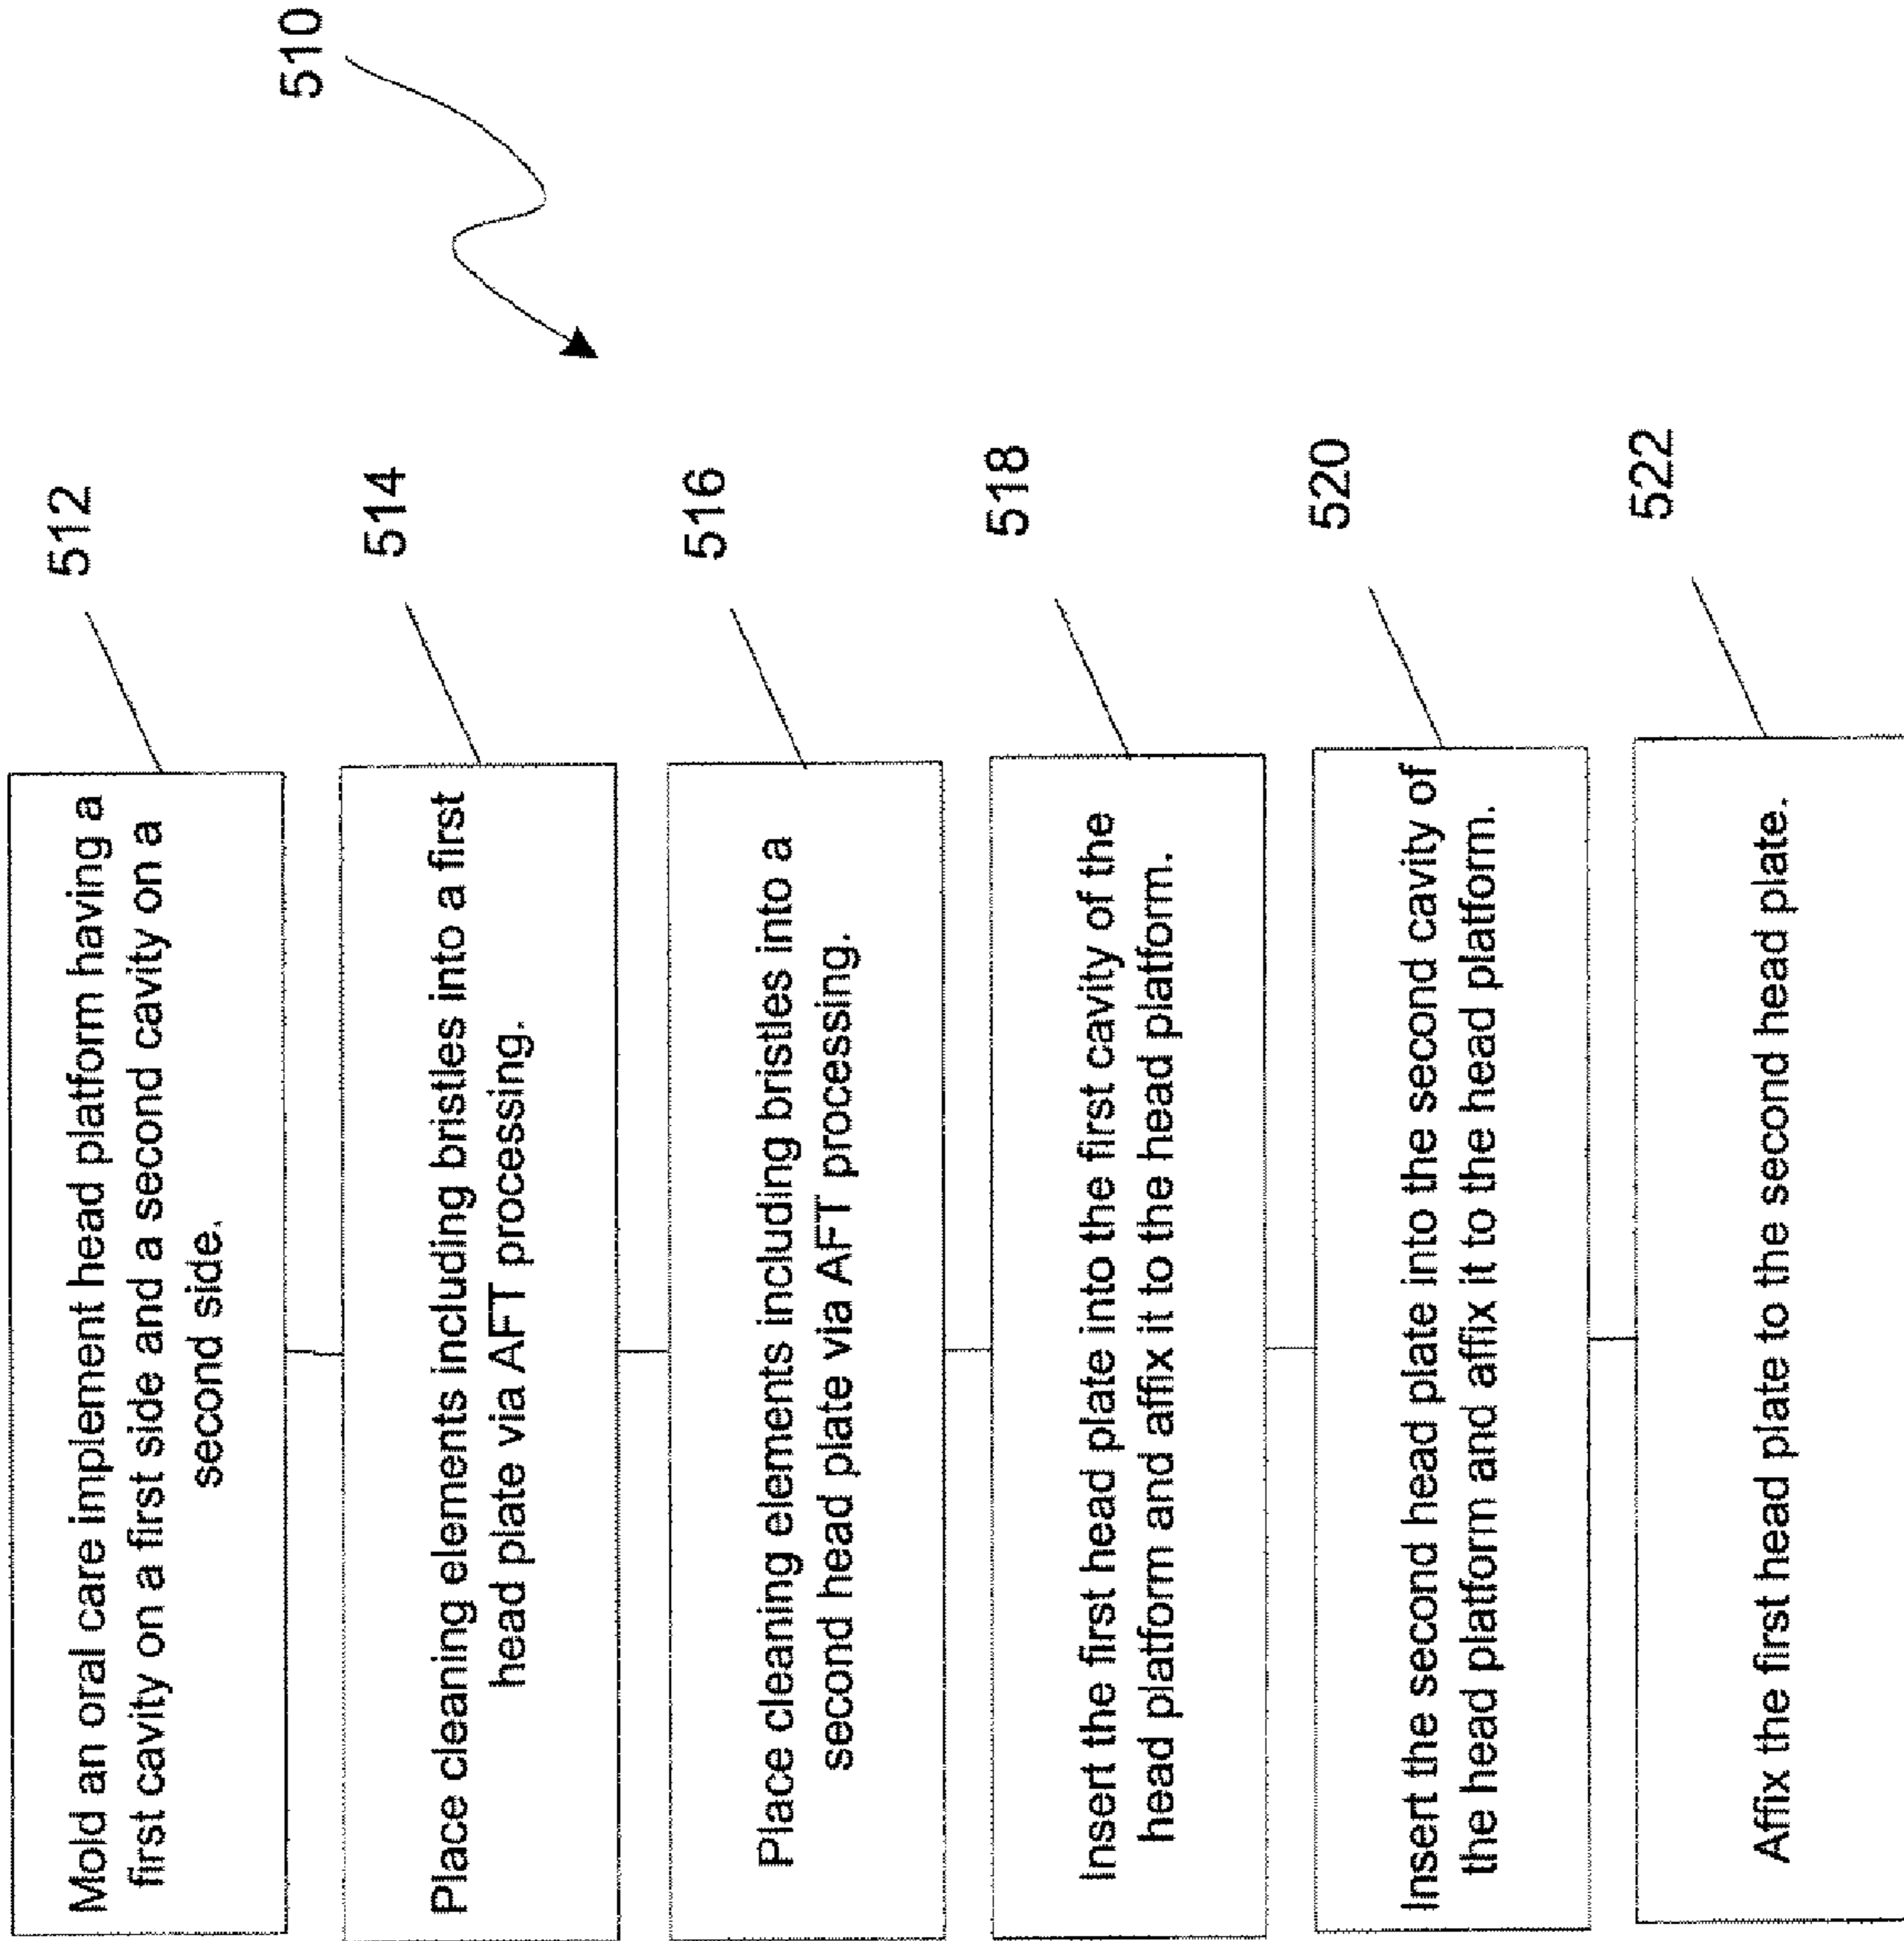 510
512
Mold an oral care implement head platform having a
first cavity on a first side and a second cavity on a
second side.
514
Place cleaning elements including bristles into a first
head plate via AFT processing.
516
Place cleaning elements including bristles into a
second head plate via AFT processing.
518
Insert the first head plate into the first cavity of the
head platform and affix it to the head platform.
520
Insert the second head plate into the second cavity of
the head platform and affix it to the head platform.
522
Affix the first head plate to the second head plate.